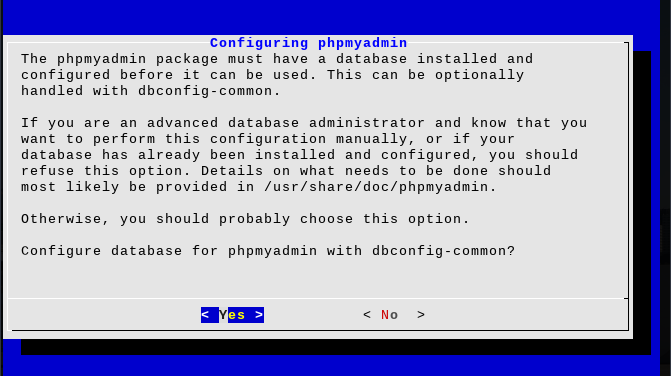 Configuring phpmyadmin
The phpmyadmin package must have a database installed and
configured before it can be used. This can be optionally
handled with dbconfig-common.
If you are an advanced database administrator and know that you
want to perform this configuration manually, or if your
database has already been installed and configured, you should
refuse this option. Details on what needs to be done should
most likely be provided in /usr/share/doc/phpmyadmin.
Otherwise, you should probably choose this option.
Configure database for phpmyadmin with dbconfig-common?
< Yes > < No >